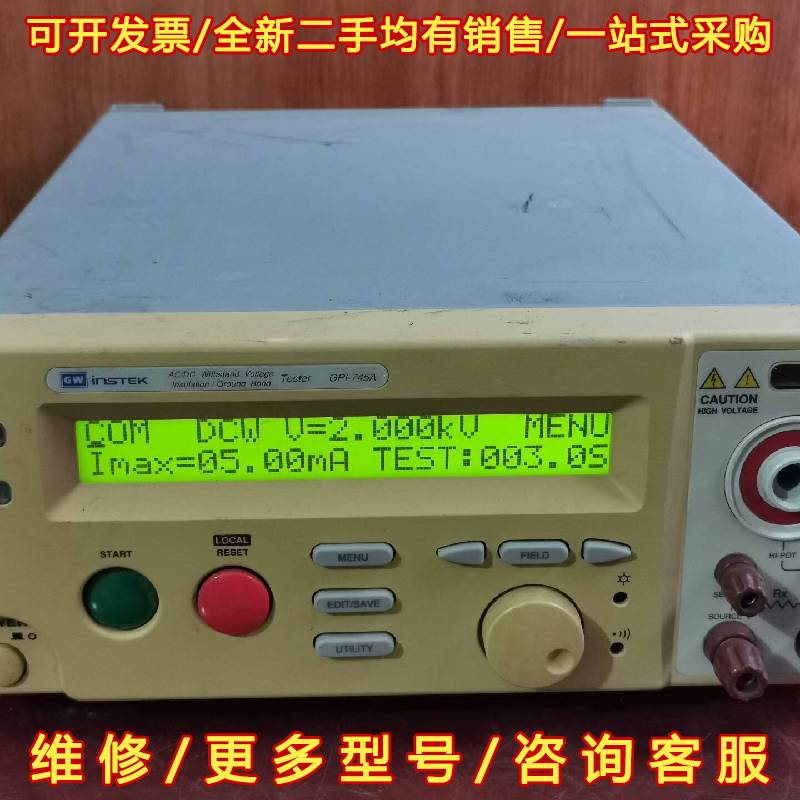 可开发票/全新二手均有销售/一站式采购
GW INSTEK
AC/DC Withstand Voltage
Insulation / Ground Bond
Tester
GPI-745A
COM DCW V=2.000kV MENU
Imax=05.00mA TEST:003.0S
CAUTION
HIGH VOLTAGE
START
LOCAL
RESET
MENU
FIELD
EDIT/SAVE
UTILITY
HI-POT
Rx
SOURCE
维修/更多型号/咨询客服